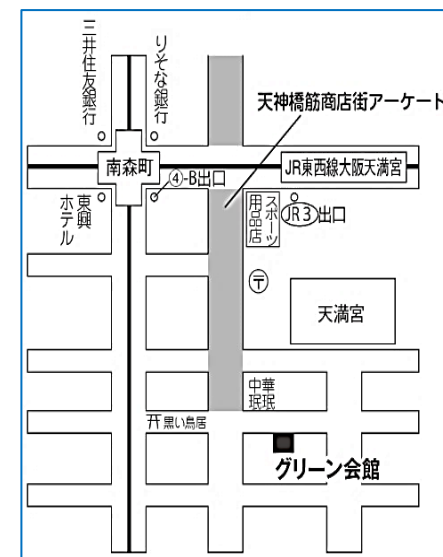 三井住友銀行
りそな銀行
天神橋筋商店街アーケード
南森町
JR東西線大阪天満宮
④-B出口
東興ホテル
スポーツ用品店
JR3出口
〒
天満宮
中華
珉珉
黒い鳥居
グリーン会館